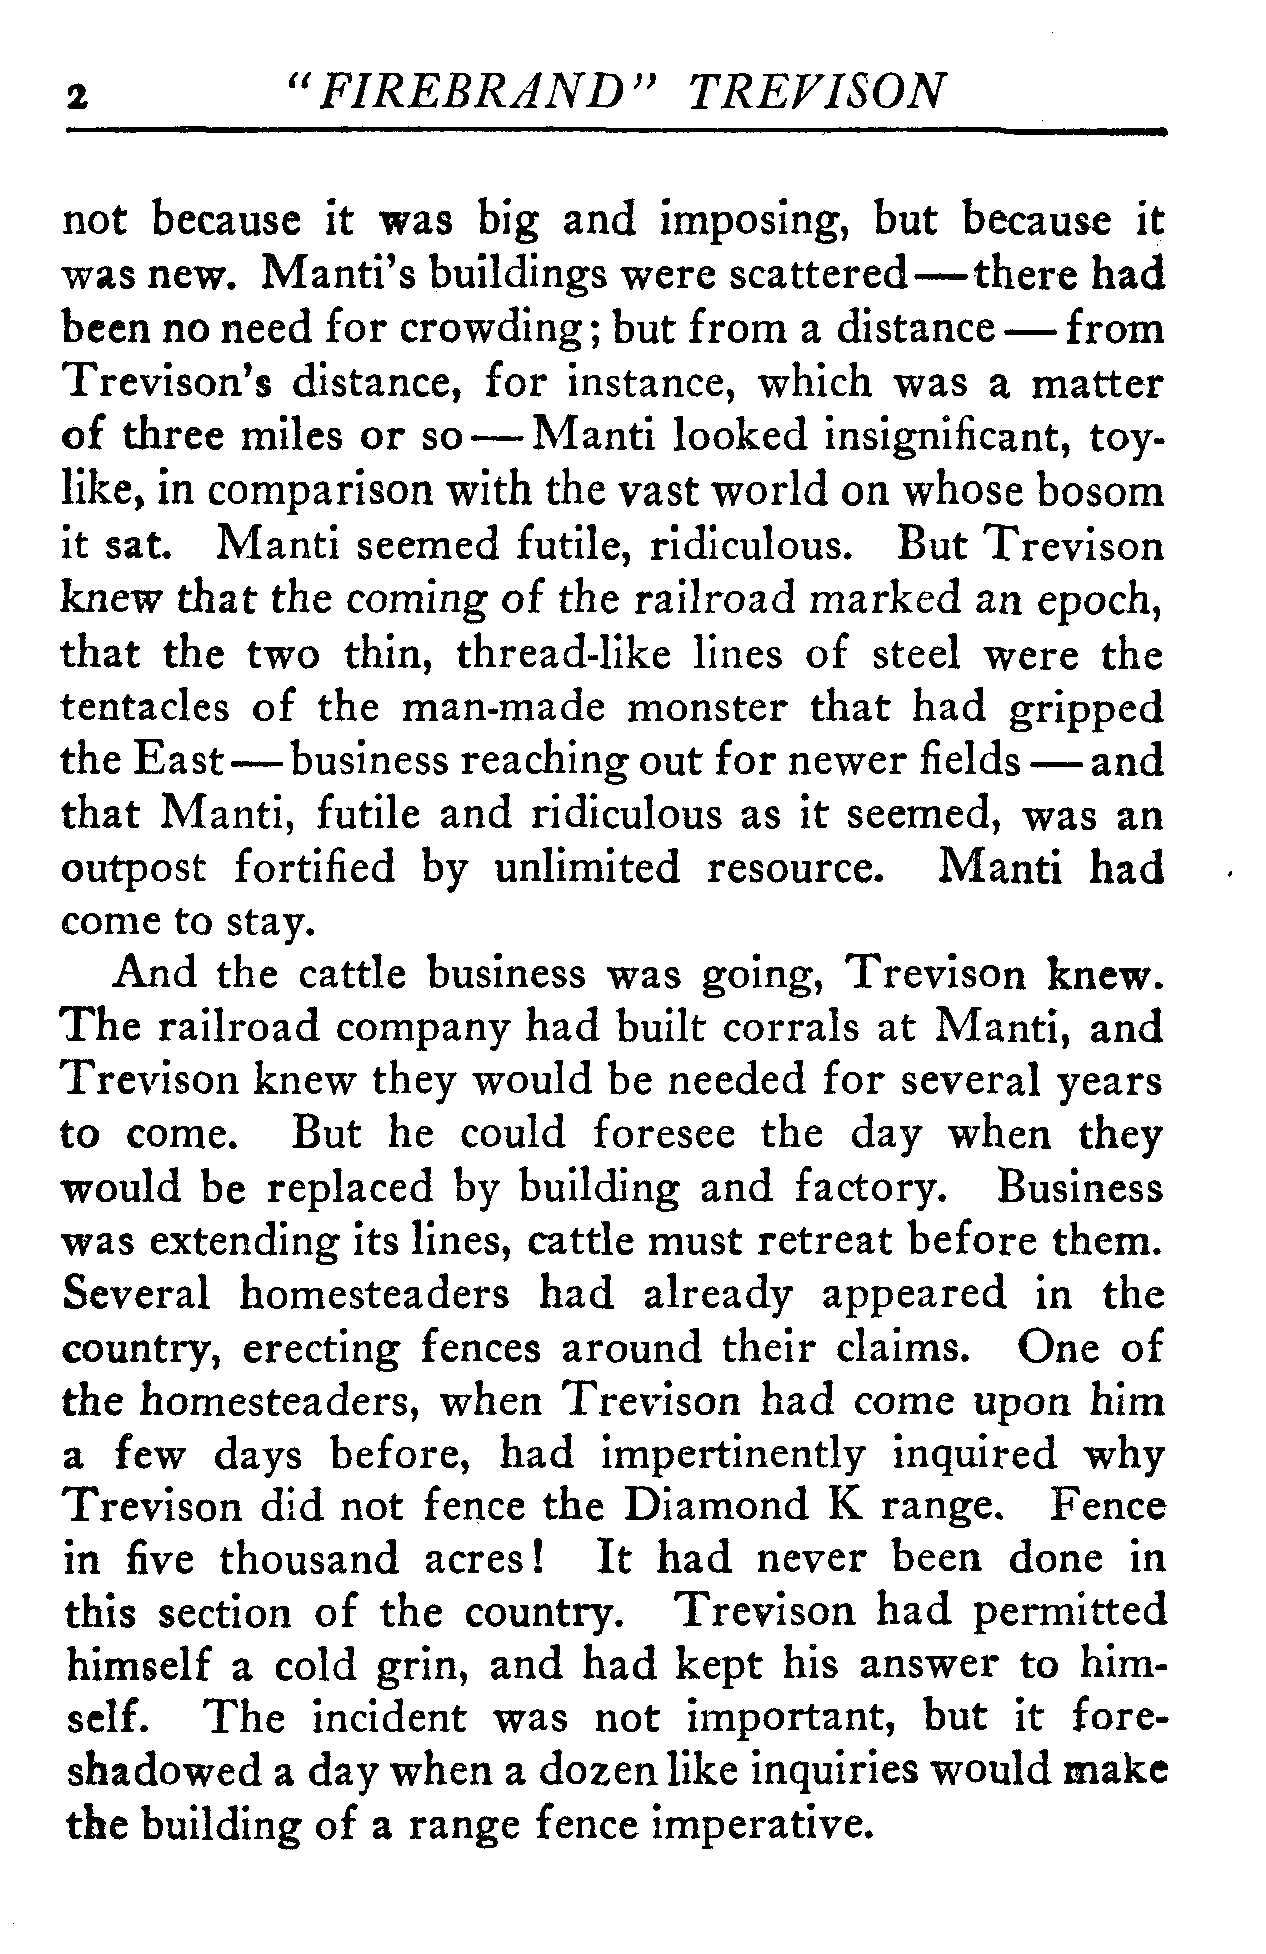 2 "FIREBRAND" TREVISON
not because it was big and imposing, but because it
was new. Manti's buildings were scattered—there had
been no need for crowding; but from a distance — from
Trevison's distance, for instance, which was a matter
of three miles or so — Manti looked insignificant, toy-
like, in comparison with the vast world on whose bosom
it sat. Manti seemed futile, ridiculous. But Trevison
knew that the coming of the railroad marked an epoch,
that the two thin, thread-like lines of steel were the
tentacles of the man-made monster that had gripped
the East—business reaching out for newer fields — and
that Manti, futile and ridiculous as it seemed, was an
outpost fortified by unlimited resource. Manti had
come to stay.
And the cattle business was going, Trevison knew.
The railroad company had built corrals at Manti, and
Trevison knew they would be needed for several years
to come. But he could foresee the day when they
would be replaced by building and factory. Business
was extending its lines, cattle must retreat before them.
Several homesteaders had already appeared in the
country, erecting fences around their claims. One of
the homesteaders, when Trevison had come upon him
a few days before, had impertinently inquired why
Trevison did not fence the Diamond K range. Fence
in five thousand acres! It had never been done in
this section of the country. Trevison had permitted
himself a cold grin, and had kept his answer to him-
self. The incident was not important, but it fore-
shadowed a day when a dozen like inquiries would make
the building of a range fence imperative.